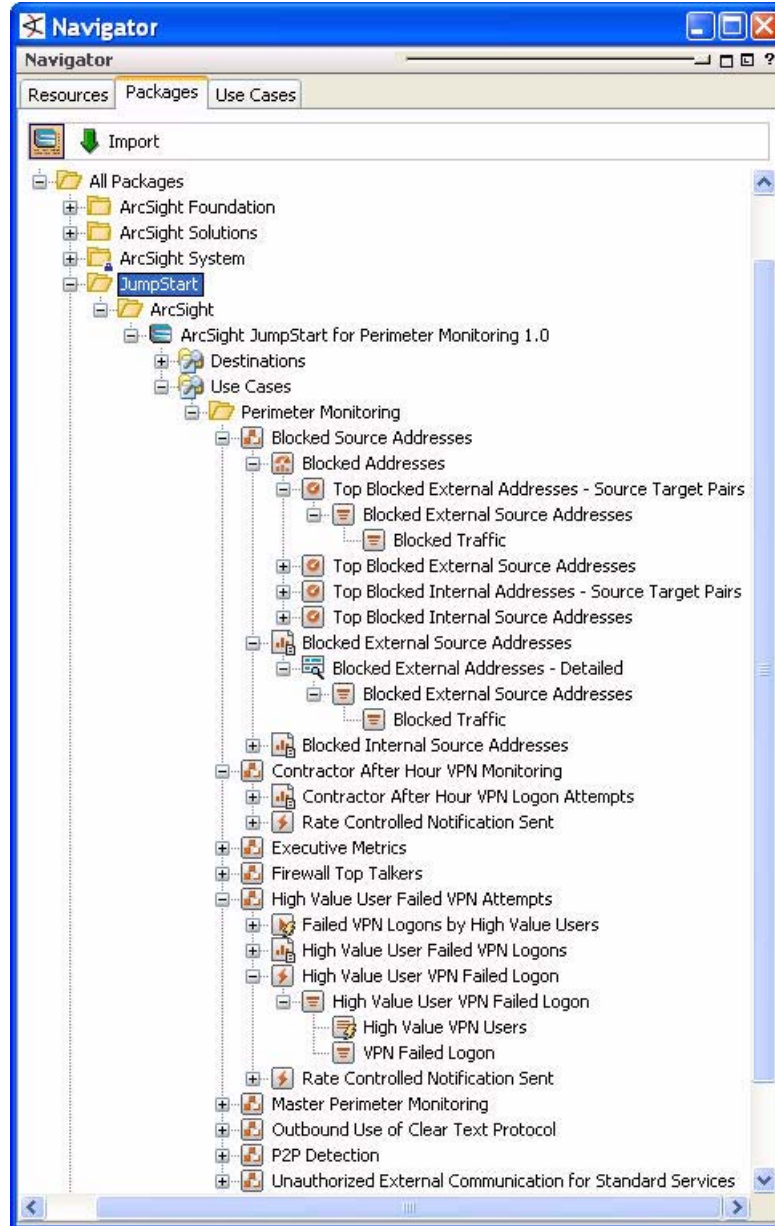 Navigator
Navigator
?
Resources Packages Use Cases
Import
All Packages
ArcSight Foundation
ArcSight Solutions
ArcSight System
JumpStart
ArcSight
ArcSight JumpStart for Perimeter Monitoring 1.0
Destinations
Use Cases
Perimeter Monitoring
Blocked Source Addresses
Blocked Addresses
Top Blocked External Addresses - Source Target Pairs
Blocked External Source Addresses
Blocked Traffic
Top Blocked External Source Addresses
Top Blocked Internal Addresses - Source Target Pairs
Top Blocked Internal Source Addresses
Blocked External Source Addresses
Blocked External Addresses - Detailed
Blocked External Source Addresses
Blocked Traffic
Blocked Internal Source Addresses
Contractor After Hour VPN Monitoring
Contractor After Hour VPN Logon Attempts
Rate Controlled Notification Sent
Executive Metrics
Firewall Top Talkers
High Value User Failed VPN Attempts
Failed VPN Logons by High Value Users
High Value User Failed VPN Logons
High Value User VPN Failed Logon
High Value User VPN Failed Logon
High Value VPN Users
VPN Failed Logon
Rate Controlled Notification Sent
Master Perimeter Monitoring
Outbound Use of Clear Text Protocol
P2P Detection
Unauthorized External Communication for Standard Services